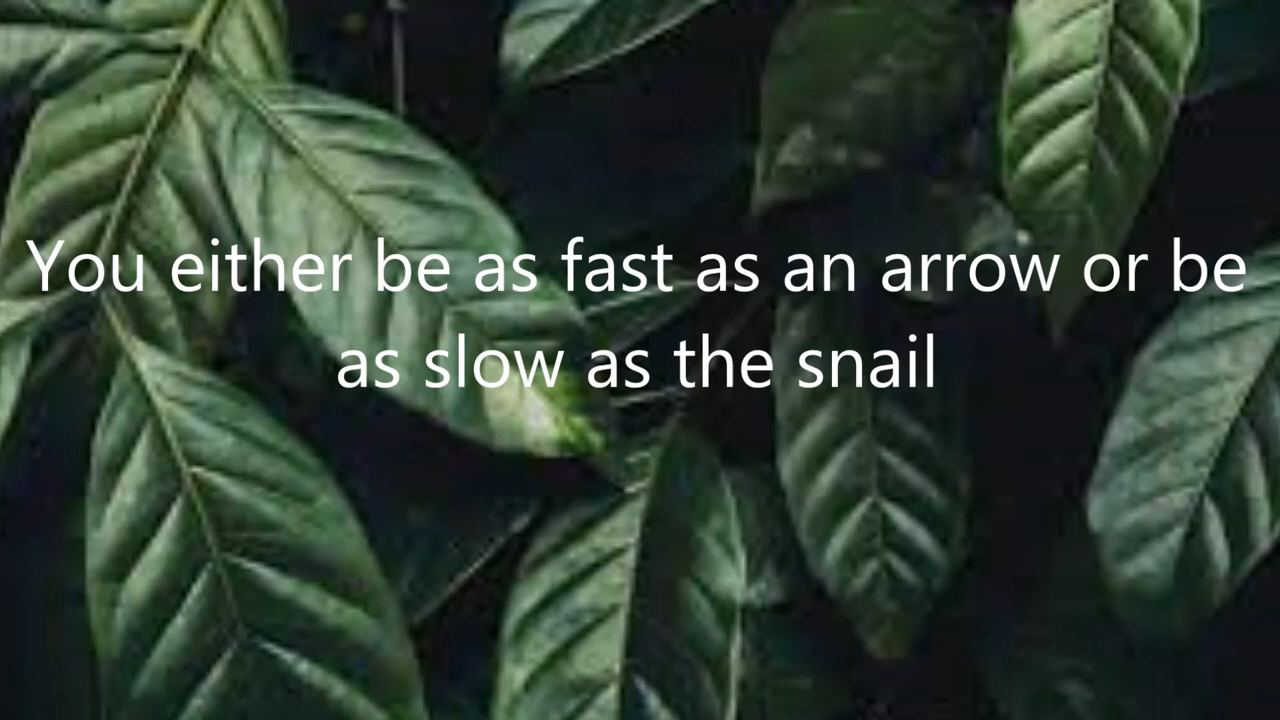 You either be as fast as an arrow or be
as slow as the snail